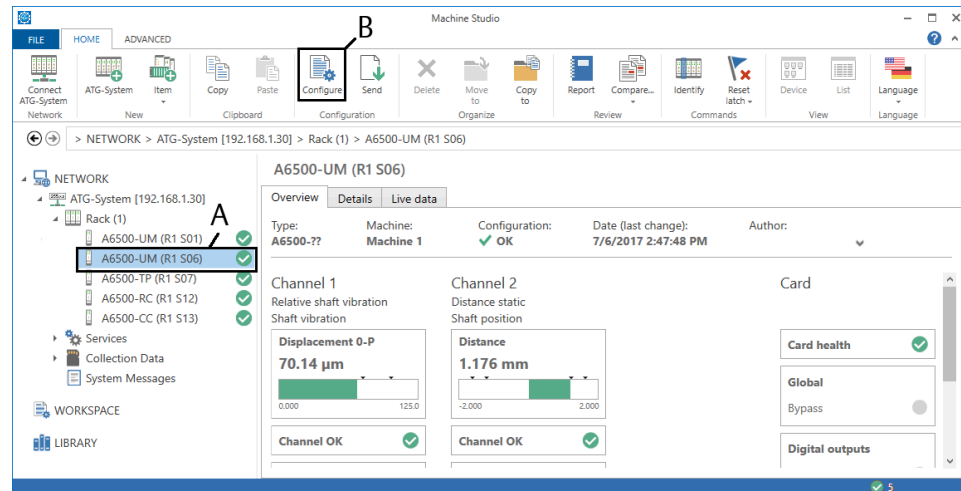 Machine Studio
B
FILE HOME ADVANCED
Connect ATG-System ATG-System Item Copy Paste Configure Send Delete Move to Copy to Report Compare... Identify Reset latch Device List Language
Network New Clipboard Configuration Organize Review Commands View Language
> NETWORK > ATG-System [192.168.1.30] > Rack (1) > A6500-UM (R1 S06)
NETWORK
ATG-System [192.168.1.30]
Rack (1)
A
A6500-UM (R1 S01)
A6500-UM (R1 S06)
A6500-TP (R1 S07)
A6500-RC (R1 S12)
A6500-CC (R1 S13)
Services
Collection Data
System Messages
WORKSPACE
LIBRARY
A6500-UM (R1 S06)
Overview Details Live data
Type: Machine: Configuration: Date (last change): Author:
A6500-?? Machine 1 OK 7/6/2017 2:47:48 PM
Channel 1
Relative shaft vibration
Shaft vibration
Displacement 0-P
70.14 µm
0.000 125.0
Channel OK
Channel 2
Distance static
Shaft position
Distance
1.176 mm
-2.000 2.000
Channel OK
Card
Card health
Global
Bypass
Digital outputs
5